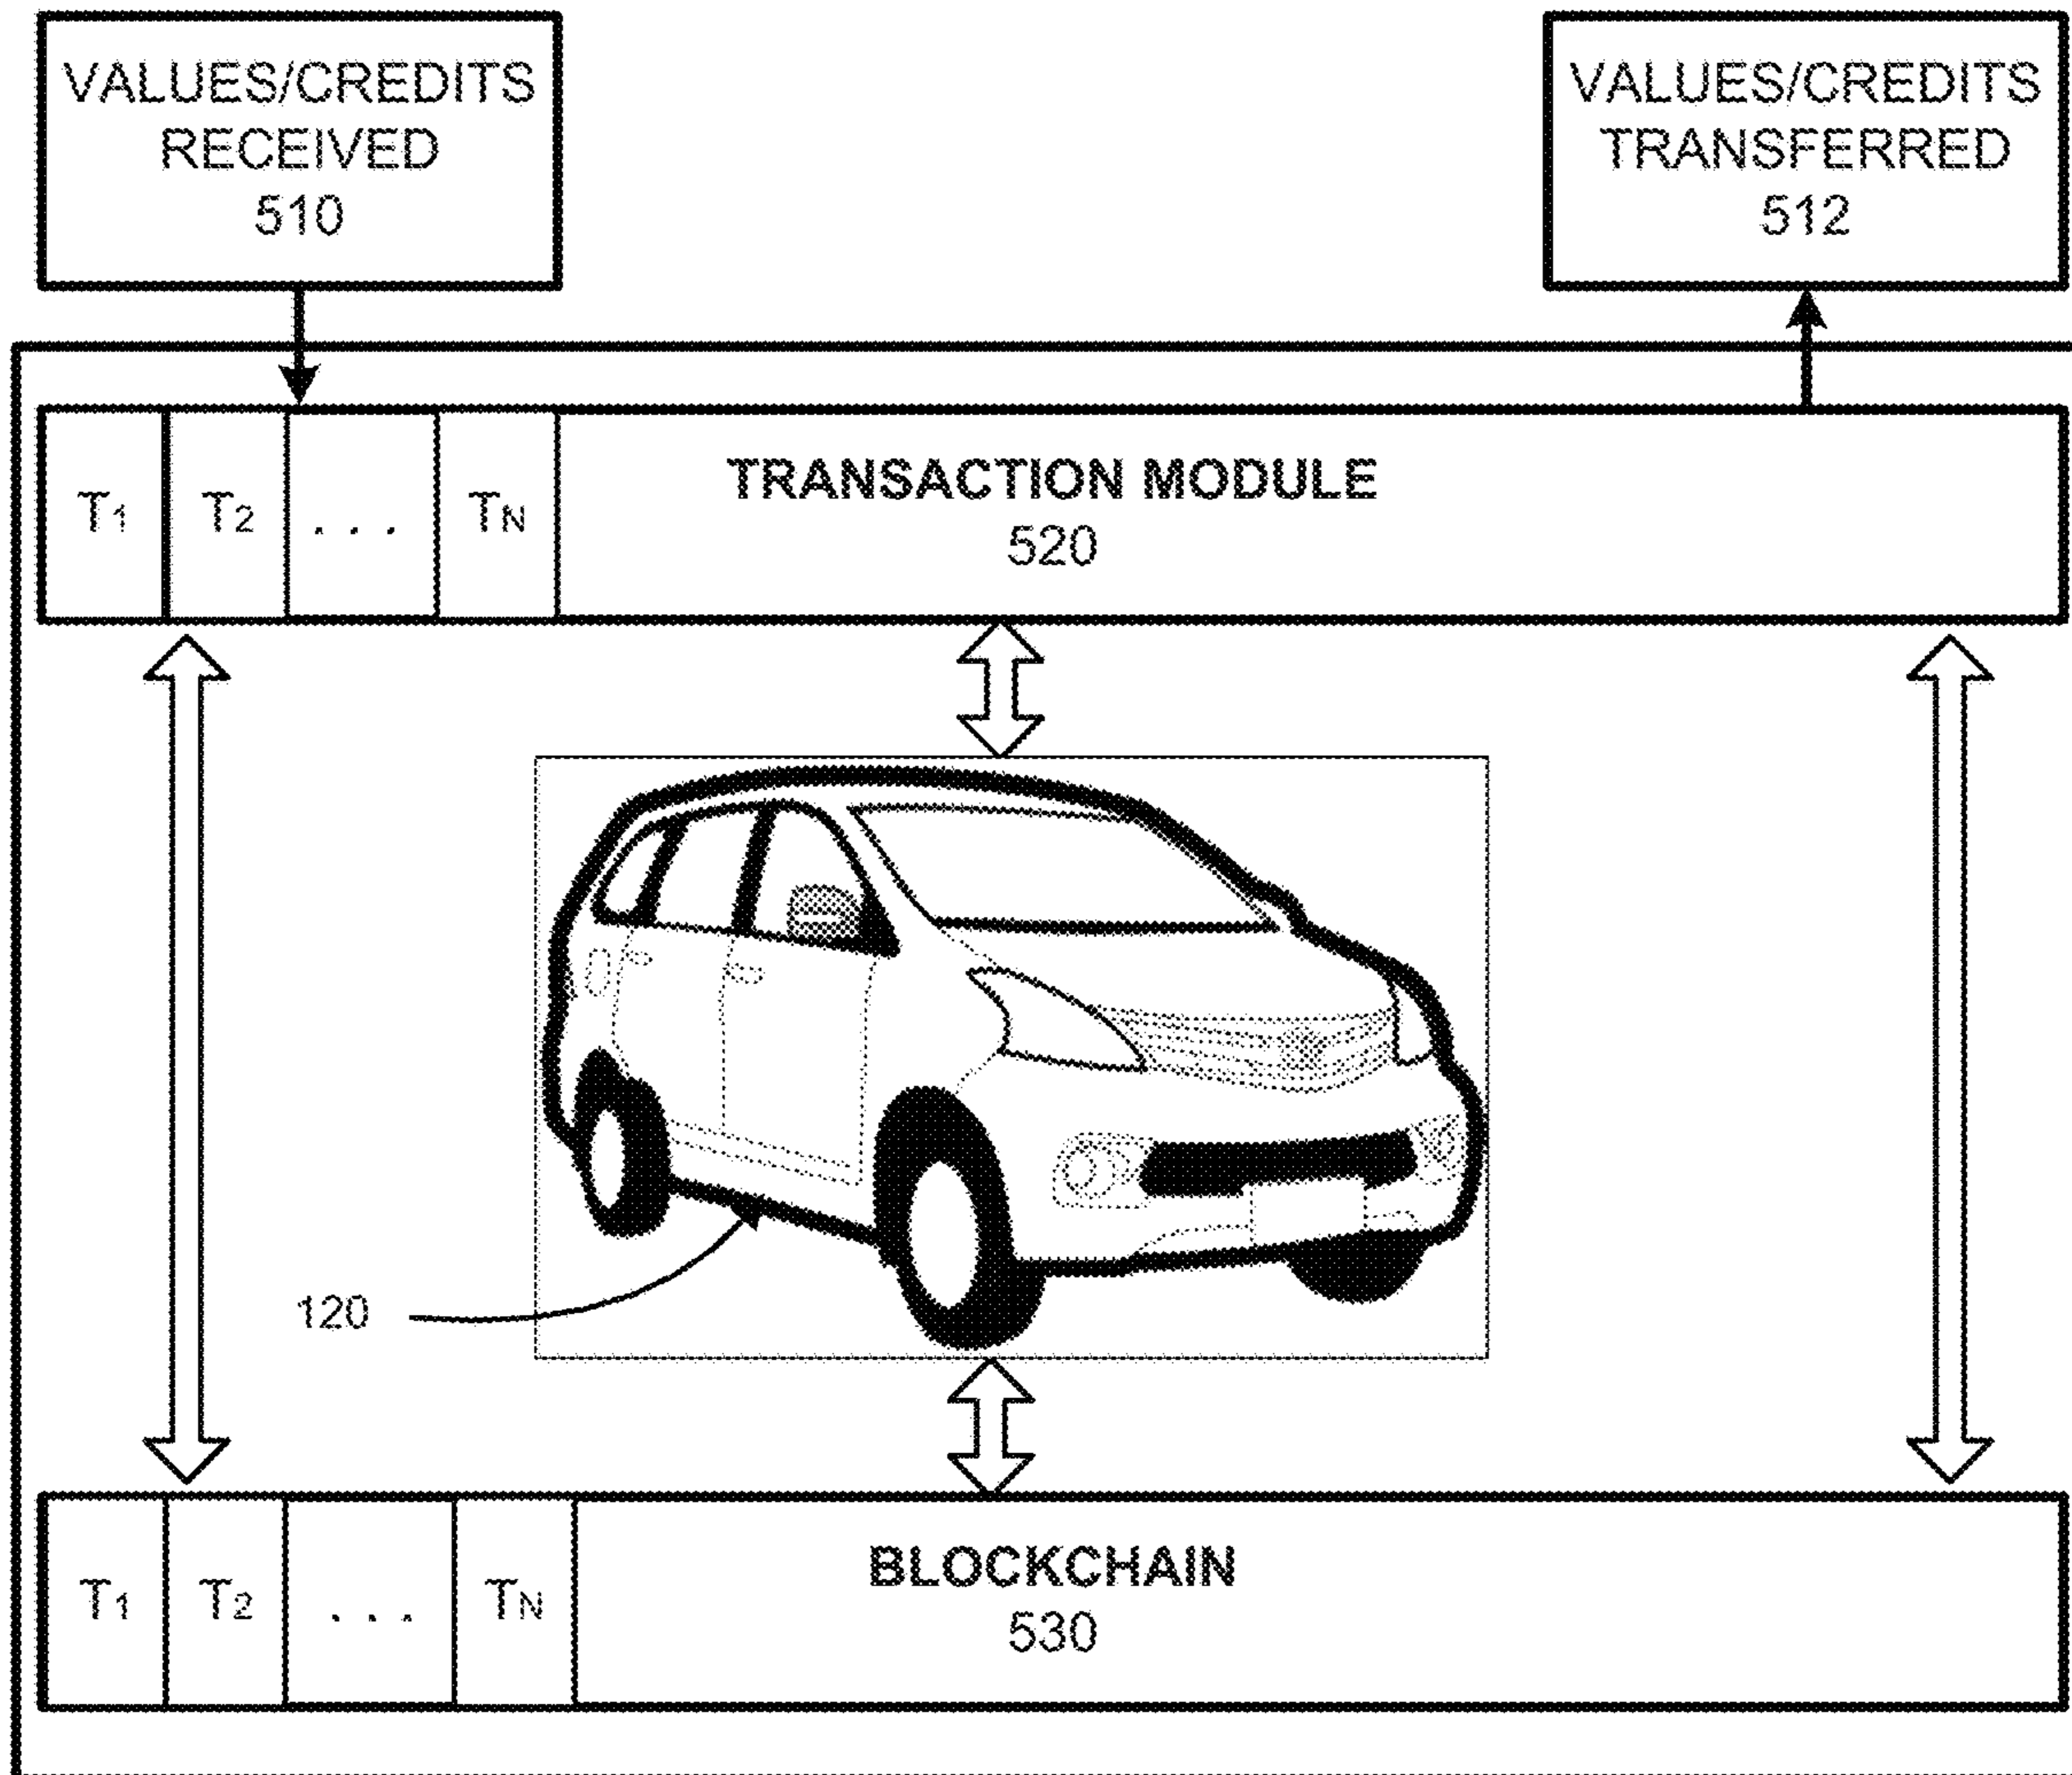 VALUES/CREDITS
RECEIVED
510
VALUES/CREDITS
TRANSFERRED
512
T1 T2 ... TN
TRANSACTION MODULE
520
120
T1 T2 ... TN
BLOCKCHAIN
530